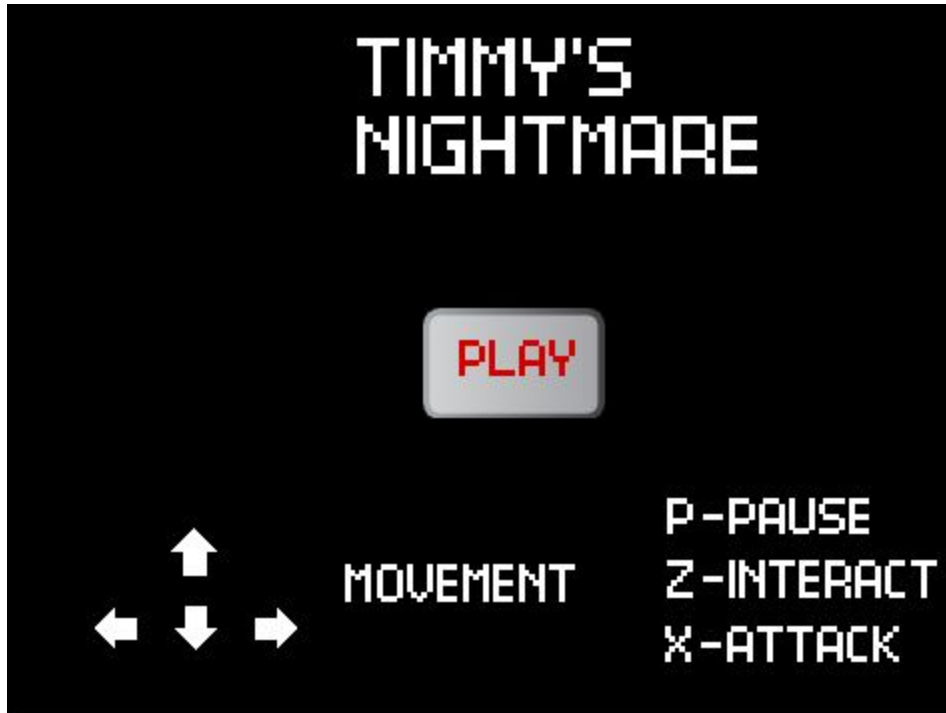 TIMMY'S
NIGHTMARE
PLAY
MOVEMENT
P-PAUSE
Z-INTERACT
X-ATTACK